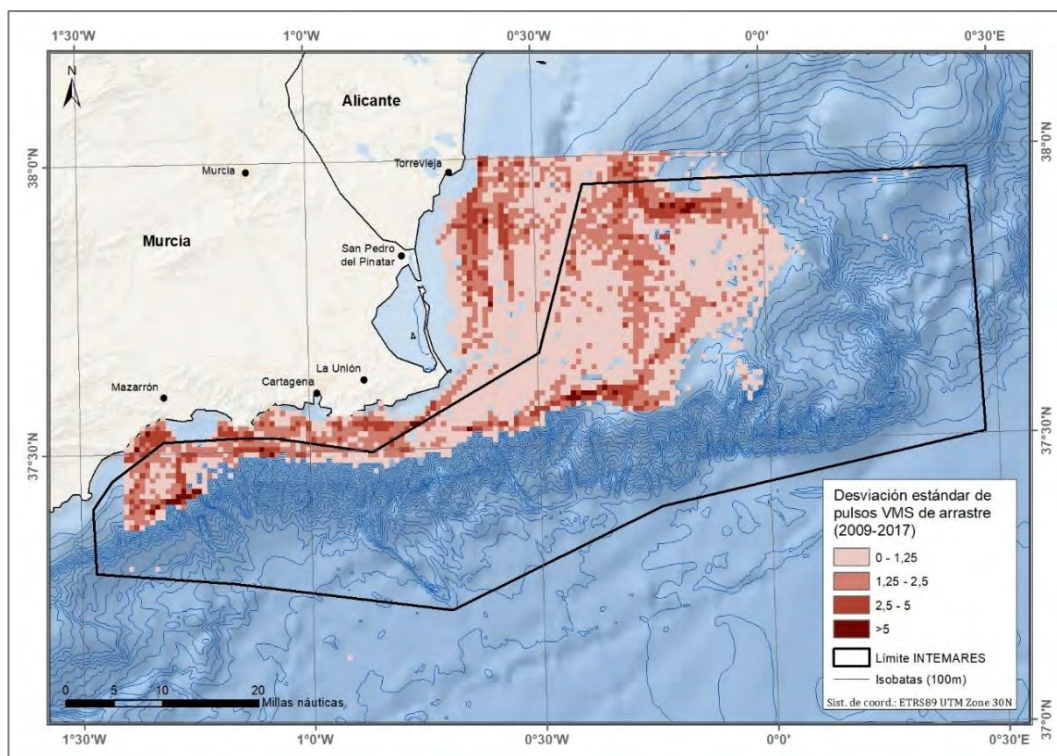 1°30'W
1°0'W
0°30'W
0°0'
0°30'E
N
Alicante
38°0'N
38°0'N
Murcia
Torrevieja
Murcia
San Pedro
del Pinatar
La Unión
Cartagena
Mazarrón
37°30'N
37°30'N
Desviación estándar de
pulsos VMS de arrastre
(2009-2017)
0 - 1,25
1,25 - 2,5
2,5 - 5
>5
Límite INTEMARES
Isobatas (100m)
Sist. de coord.: ETRS89 UTM Zone 30N
0 5 10 20
Millas náuticas
37°0'N
1°30'W
1°0'W
0°30'W
0°0'
0°30'E